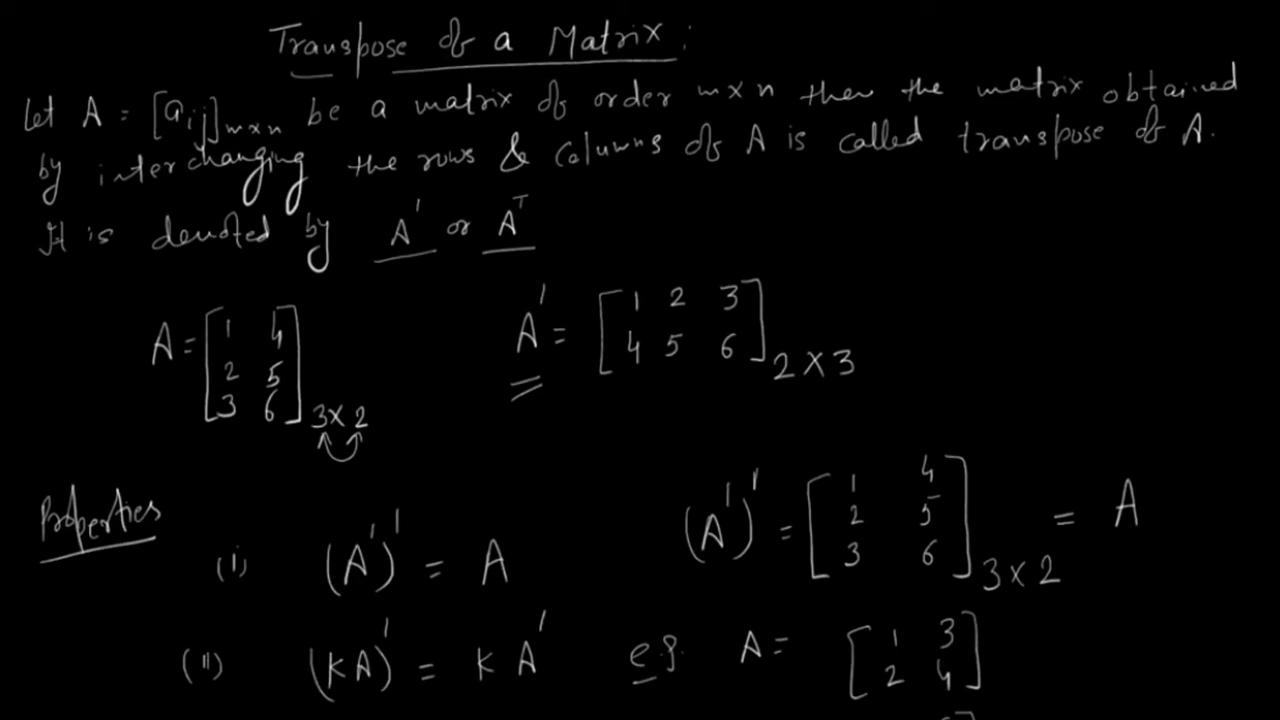 Transpose of a Matrix:
Let A = [aij]m×n be a matrix of order m×n then the matrix obtained
by interchanging the rows & columns of A is called transpose of A.
It is denoted by A' or Aᵀ
A = [1 4
2 5
3 6]3×2
A' = [1 2 3
4 5 6]2×3
Properties
(i) (A')' = A
(A')' = [1 4
2 5
3 6]3×2 = A
(ii) (KA)' = KA' e.g. A = [1 3
2 4]